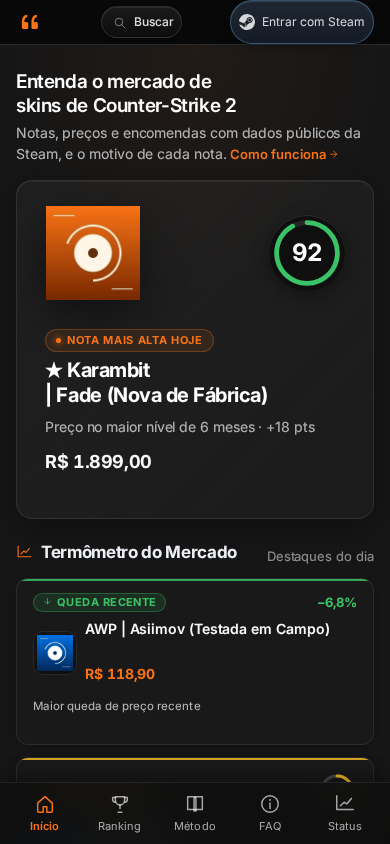 Buscar
Entrar com Steam
Entenda o mercado de
skins de Counter-Strike 2
Notas, preços e encomendas com dados públicos da
Steam, e o motivo de cada nota. Como funciona →
92
NOTA MAIS ALTA HOJE
★ Karambit
| Fade (Nova de Fábrica)
Preço no maior nível de 6 meses · +18 pts
R$ 1.899,00
Termômetro do Mercado
Destaques do dia
↓ QUEDA RECENTE
−6,8%
AWP | Asiimov (Testada em Campo)
R$ 118,90
Maior queda de preço recente
Início
Ranking
Método
FAQ
Status